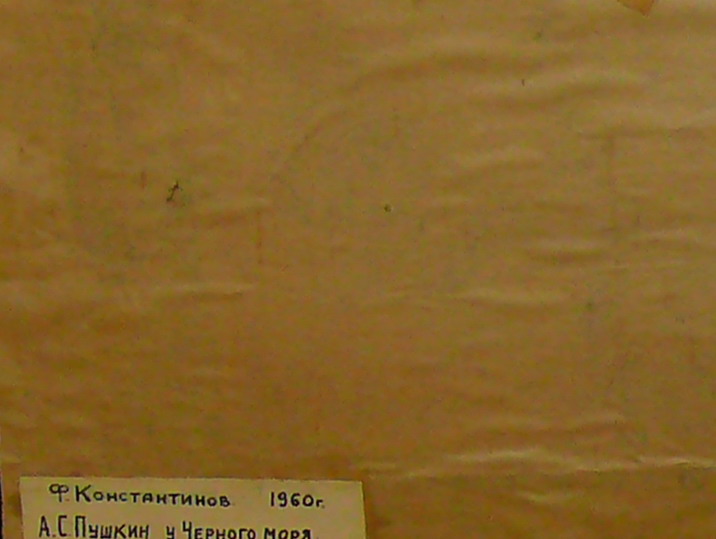 Ф. Константинов 1960г.
А.С.Пушкин у Черного моря.